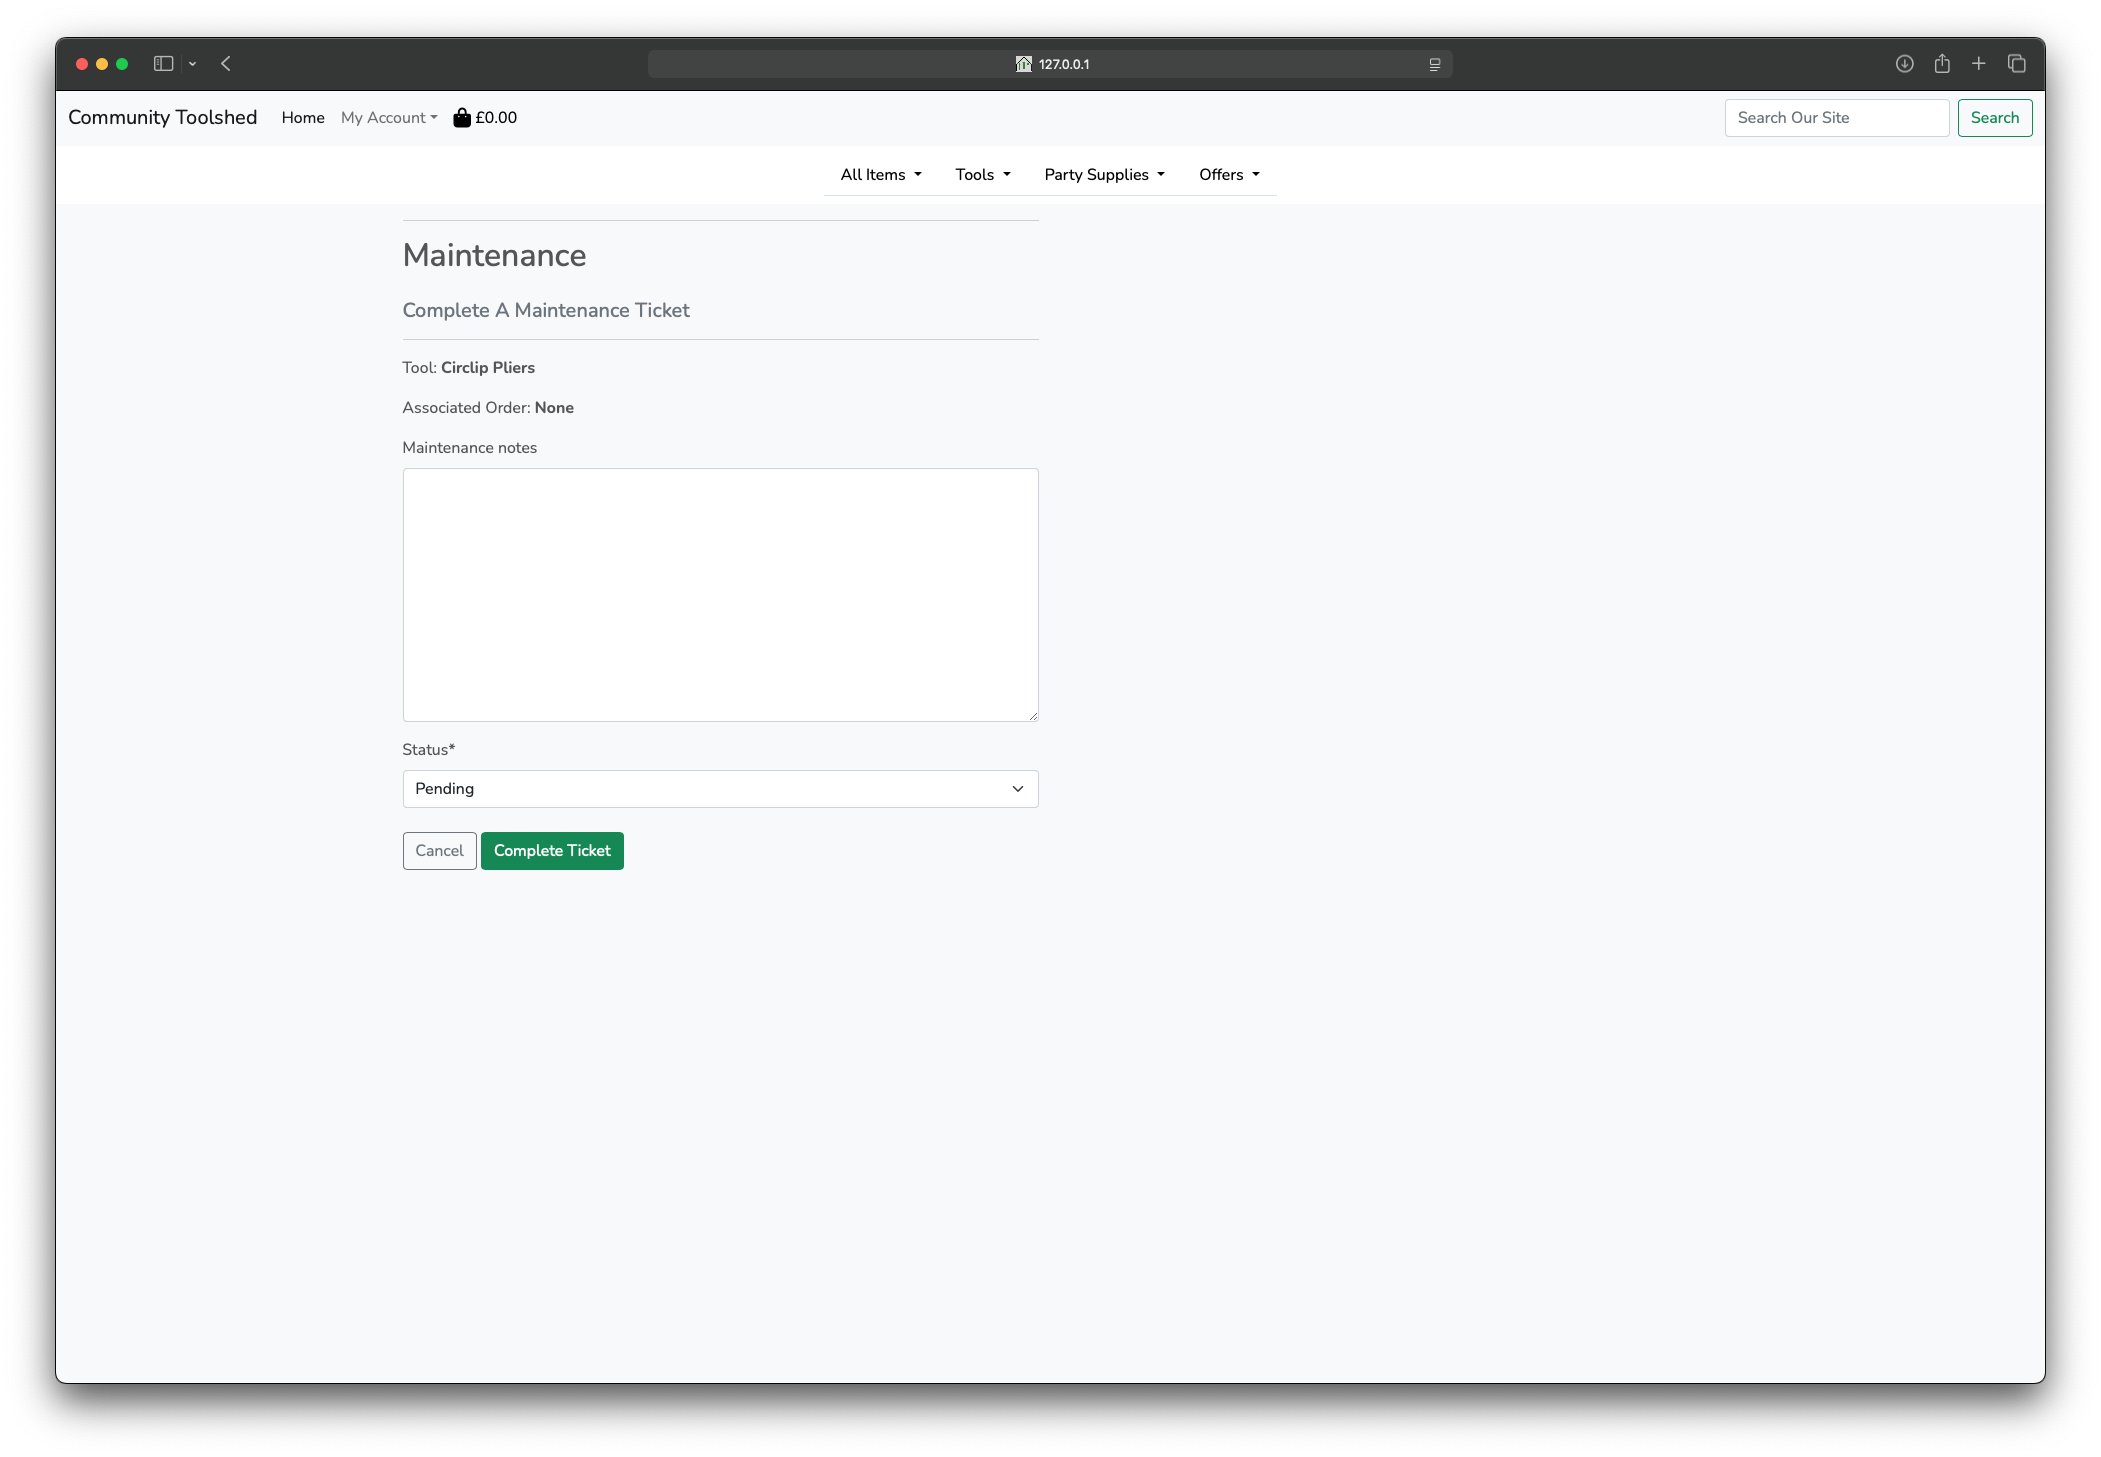 127.0.0.1
Community Toolshed Home My Account £0.00 Search Our Site Search
All Items Tools Party Supplies Offers
Maintenance
Complete A Maintenance Ticket
Tool: Circlip Pliers
Associated Order: None
Maintenance notes
Status*
Pending
Cancel Complete Ticket